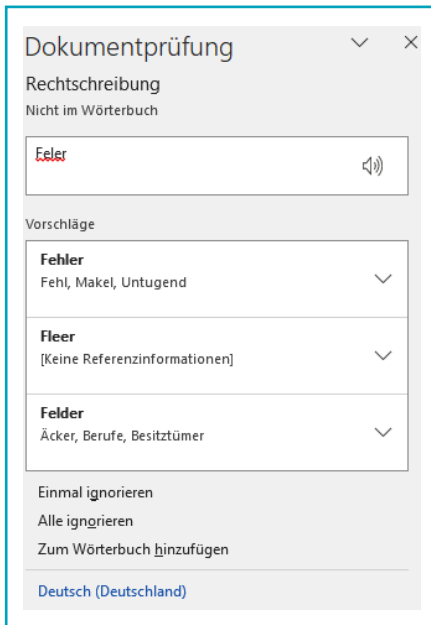 Dokumentprüfung
Rechtschreibung
Nicht im Wörterbuch
Feler
Vorschläge
Fehler
Fehl, Makel, Untugend
Fleer
[Keine Referenzinformationen]
Felder
Äcker, Berufe, Besitztümer
Einmal ignorieren
Alle ignorieren
Zum Wörterbuch hinzufügen
Deutsch (Deutschland)